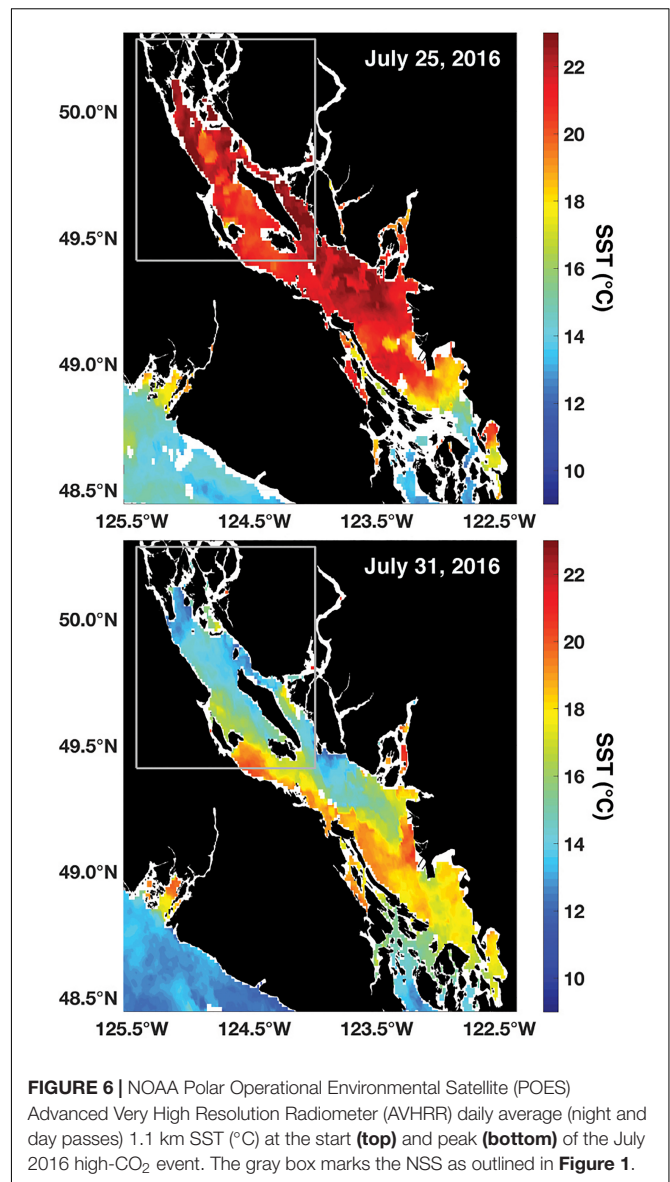 July 25, 2016
50.0°N
49.5°N
49.0°N
48.5°N
125.5°W 124.5°W 123.5°W 122.5°W
22
20
18
16
14
12
10
SST (°C)
July 31, 2016
50.0°N
49.5°N
49.0°N
48.5°N
125.5°W 124.5°W 123.5°W 122.5°W
22
20
18
16
14
12
10
SST (°C)
FIGURE 6 | NOAA Polar Operational Environmental Satellite (POES)
Advanced Very High Resolution Radiometer (AVHRR) daily average (night and
day passes) 1.1 km SST (°C) at the start (top) and peak (bottom) of the July
2016 high-CO₂ event. The gray box marks the NSS as outlined in Figure 1.